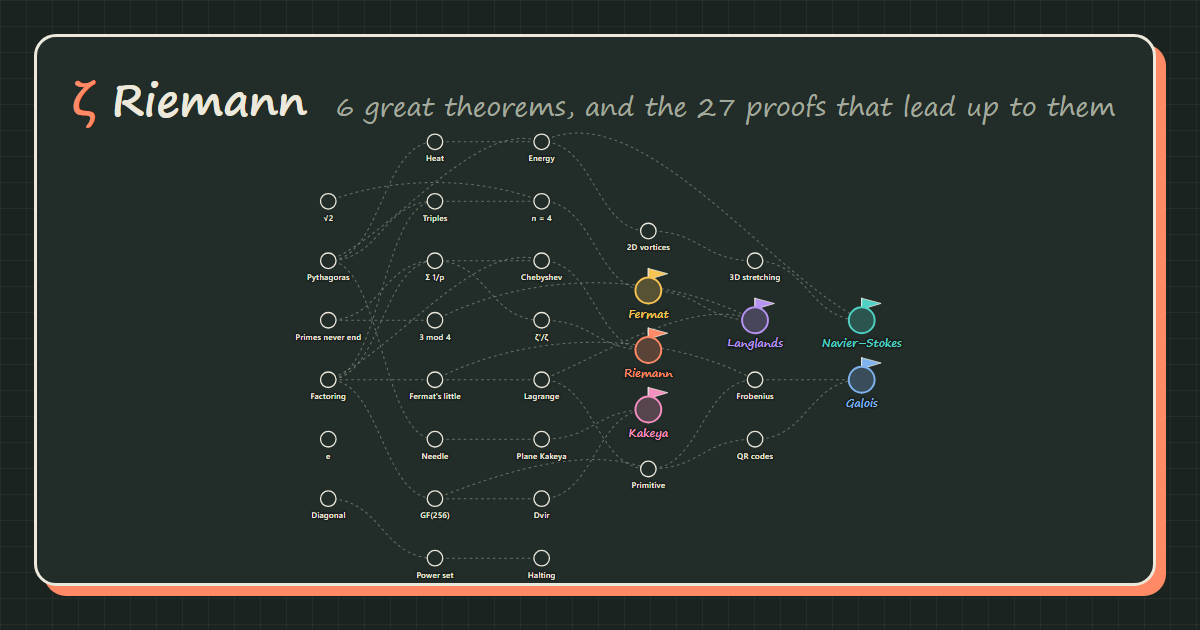 ζ Riemann 6 great theorems, and the 27 proofs that lead up to them
Heat
Energy
√2
Triples
n = 4
2D vortices
Pythagoras
Σ 1/p
Chebyshev
3D stretching
Fermat
Primes never end
3 mod 4
ζ'/ζ
Langlands
Navier–Stokes
Riemann
Factoring
Fermat's little
Lagrange
Frobenius
Galois
Kakeya
e
Needle
Plane Kakeya
QR codes
Primitive
Diagonal
GF(256)
Dvir
Power set
Halting